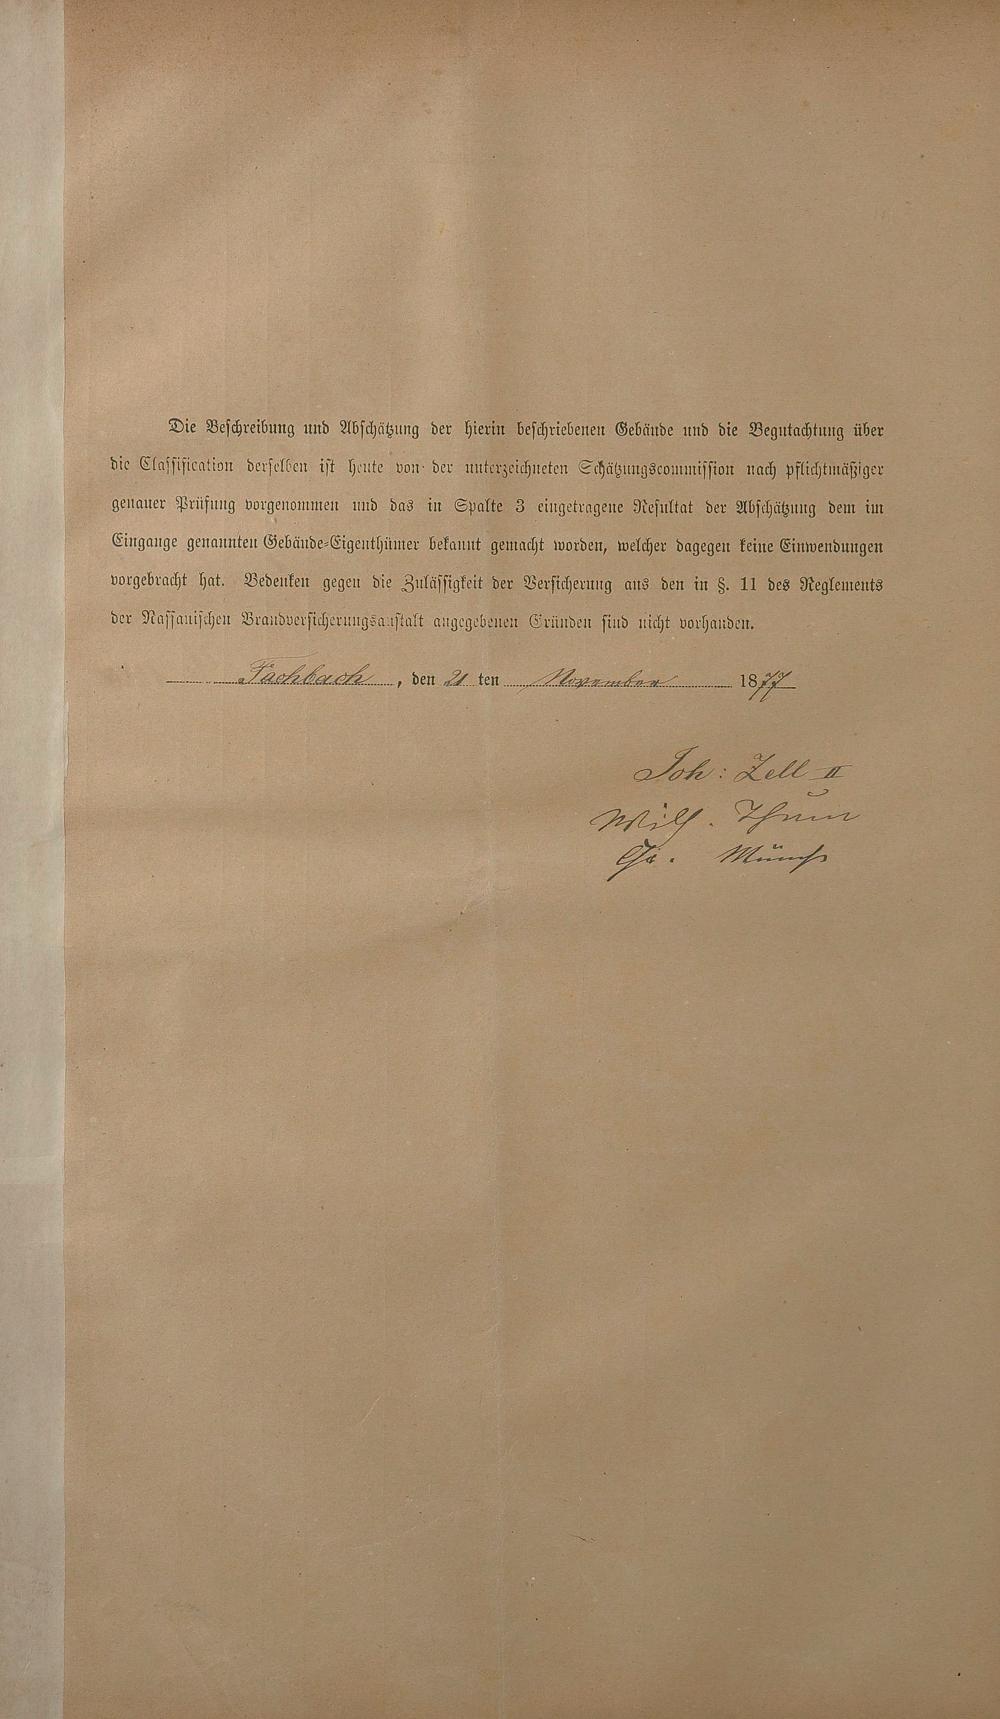 Die Beschreibung und Abschätzung der hierin beschriebenen Gebäude und die Begutachtung über
die Classification derselben ist heute von der unterzeichneten Schätzungscommission nach pflichtmäßiger
genauer Prüfung vorgenommen und das in Spalte 3 eingetragene Resultat der Abschätzung dem im
Eingange genannten Gebäude-Eigenthümer bekannt gemacht worden, welcher dagegen keine Einwendungen
vorgebracht hat. Bedenken gegen die Zulässigkeit der Versicherung aus den in §. 11 des Reglements
der Nassauischen Brandversicherungsanstalt angegebenen Gründen sind nicht vorhanden.
Fachbach, den 21 ten November 1877
Joh: Zell II
Wilh. Thum
Münch